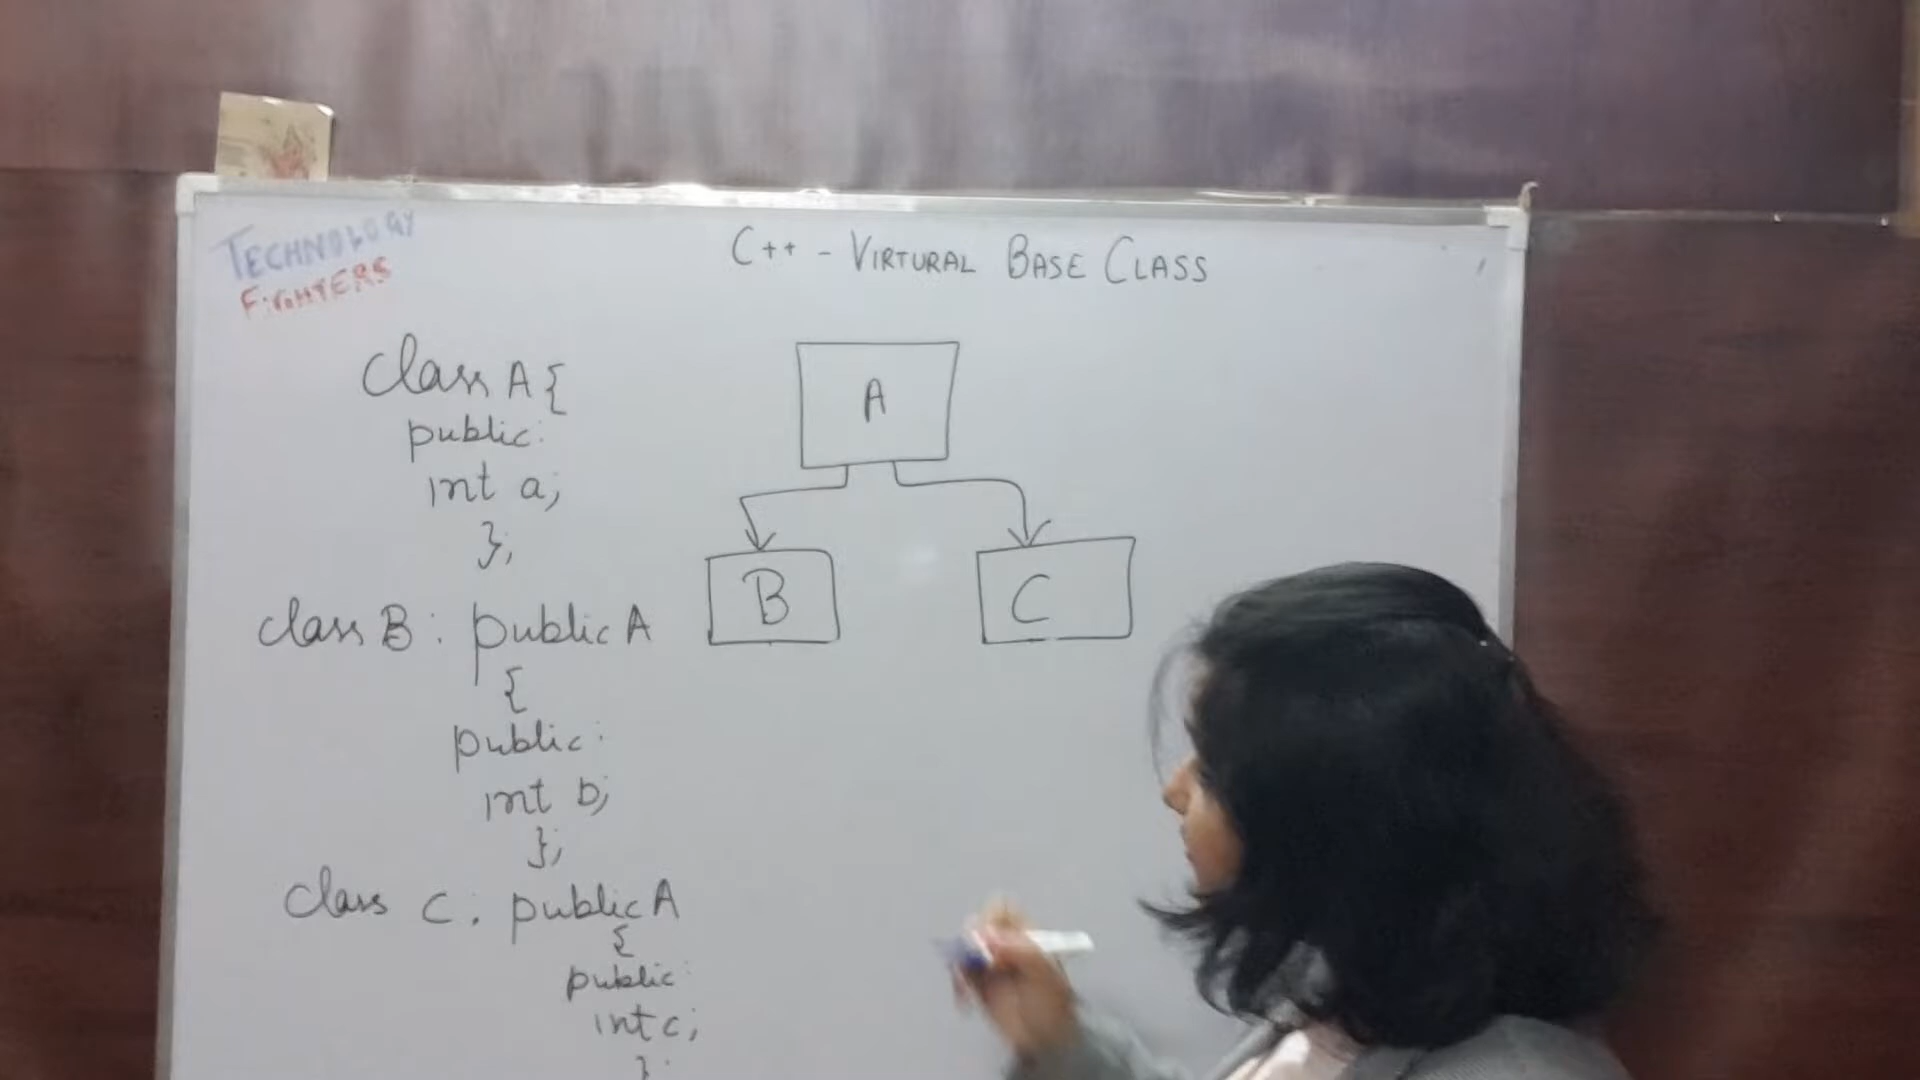 TECHNOLOGY
FIGHTERS
C++ - VIRTURAL BASE CLASS
class A {
public:
int a;
};
class B : public A
{
public:
int b;
};
class C : public A
{
public:
int c;
};
A
B
C